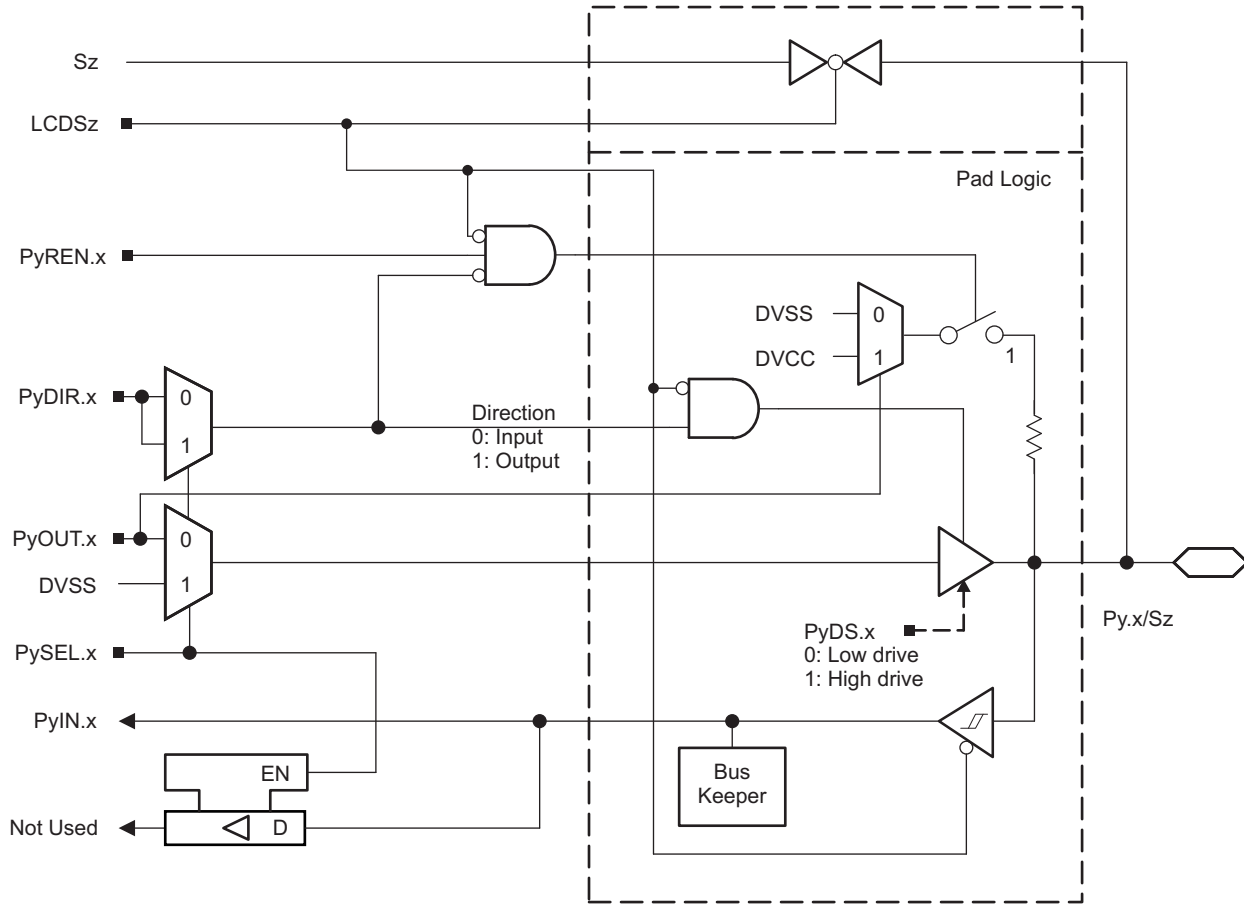 Sz
LCDSz
Pad Logic
PyREN.x
DVSS
0
DVCC
1
1
PyDIR.x
0
1
Direction
0: Input
1: Output
PyOUT.x
0
DVSS
1
PySEL.x
PyDS.x
0: Low drive
1: High drive
Py.x/Sz
PyIN.x
EN
Bus
Keeper
Not Used
D